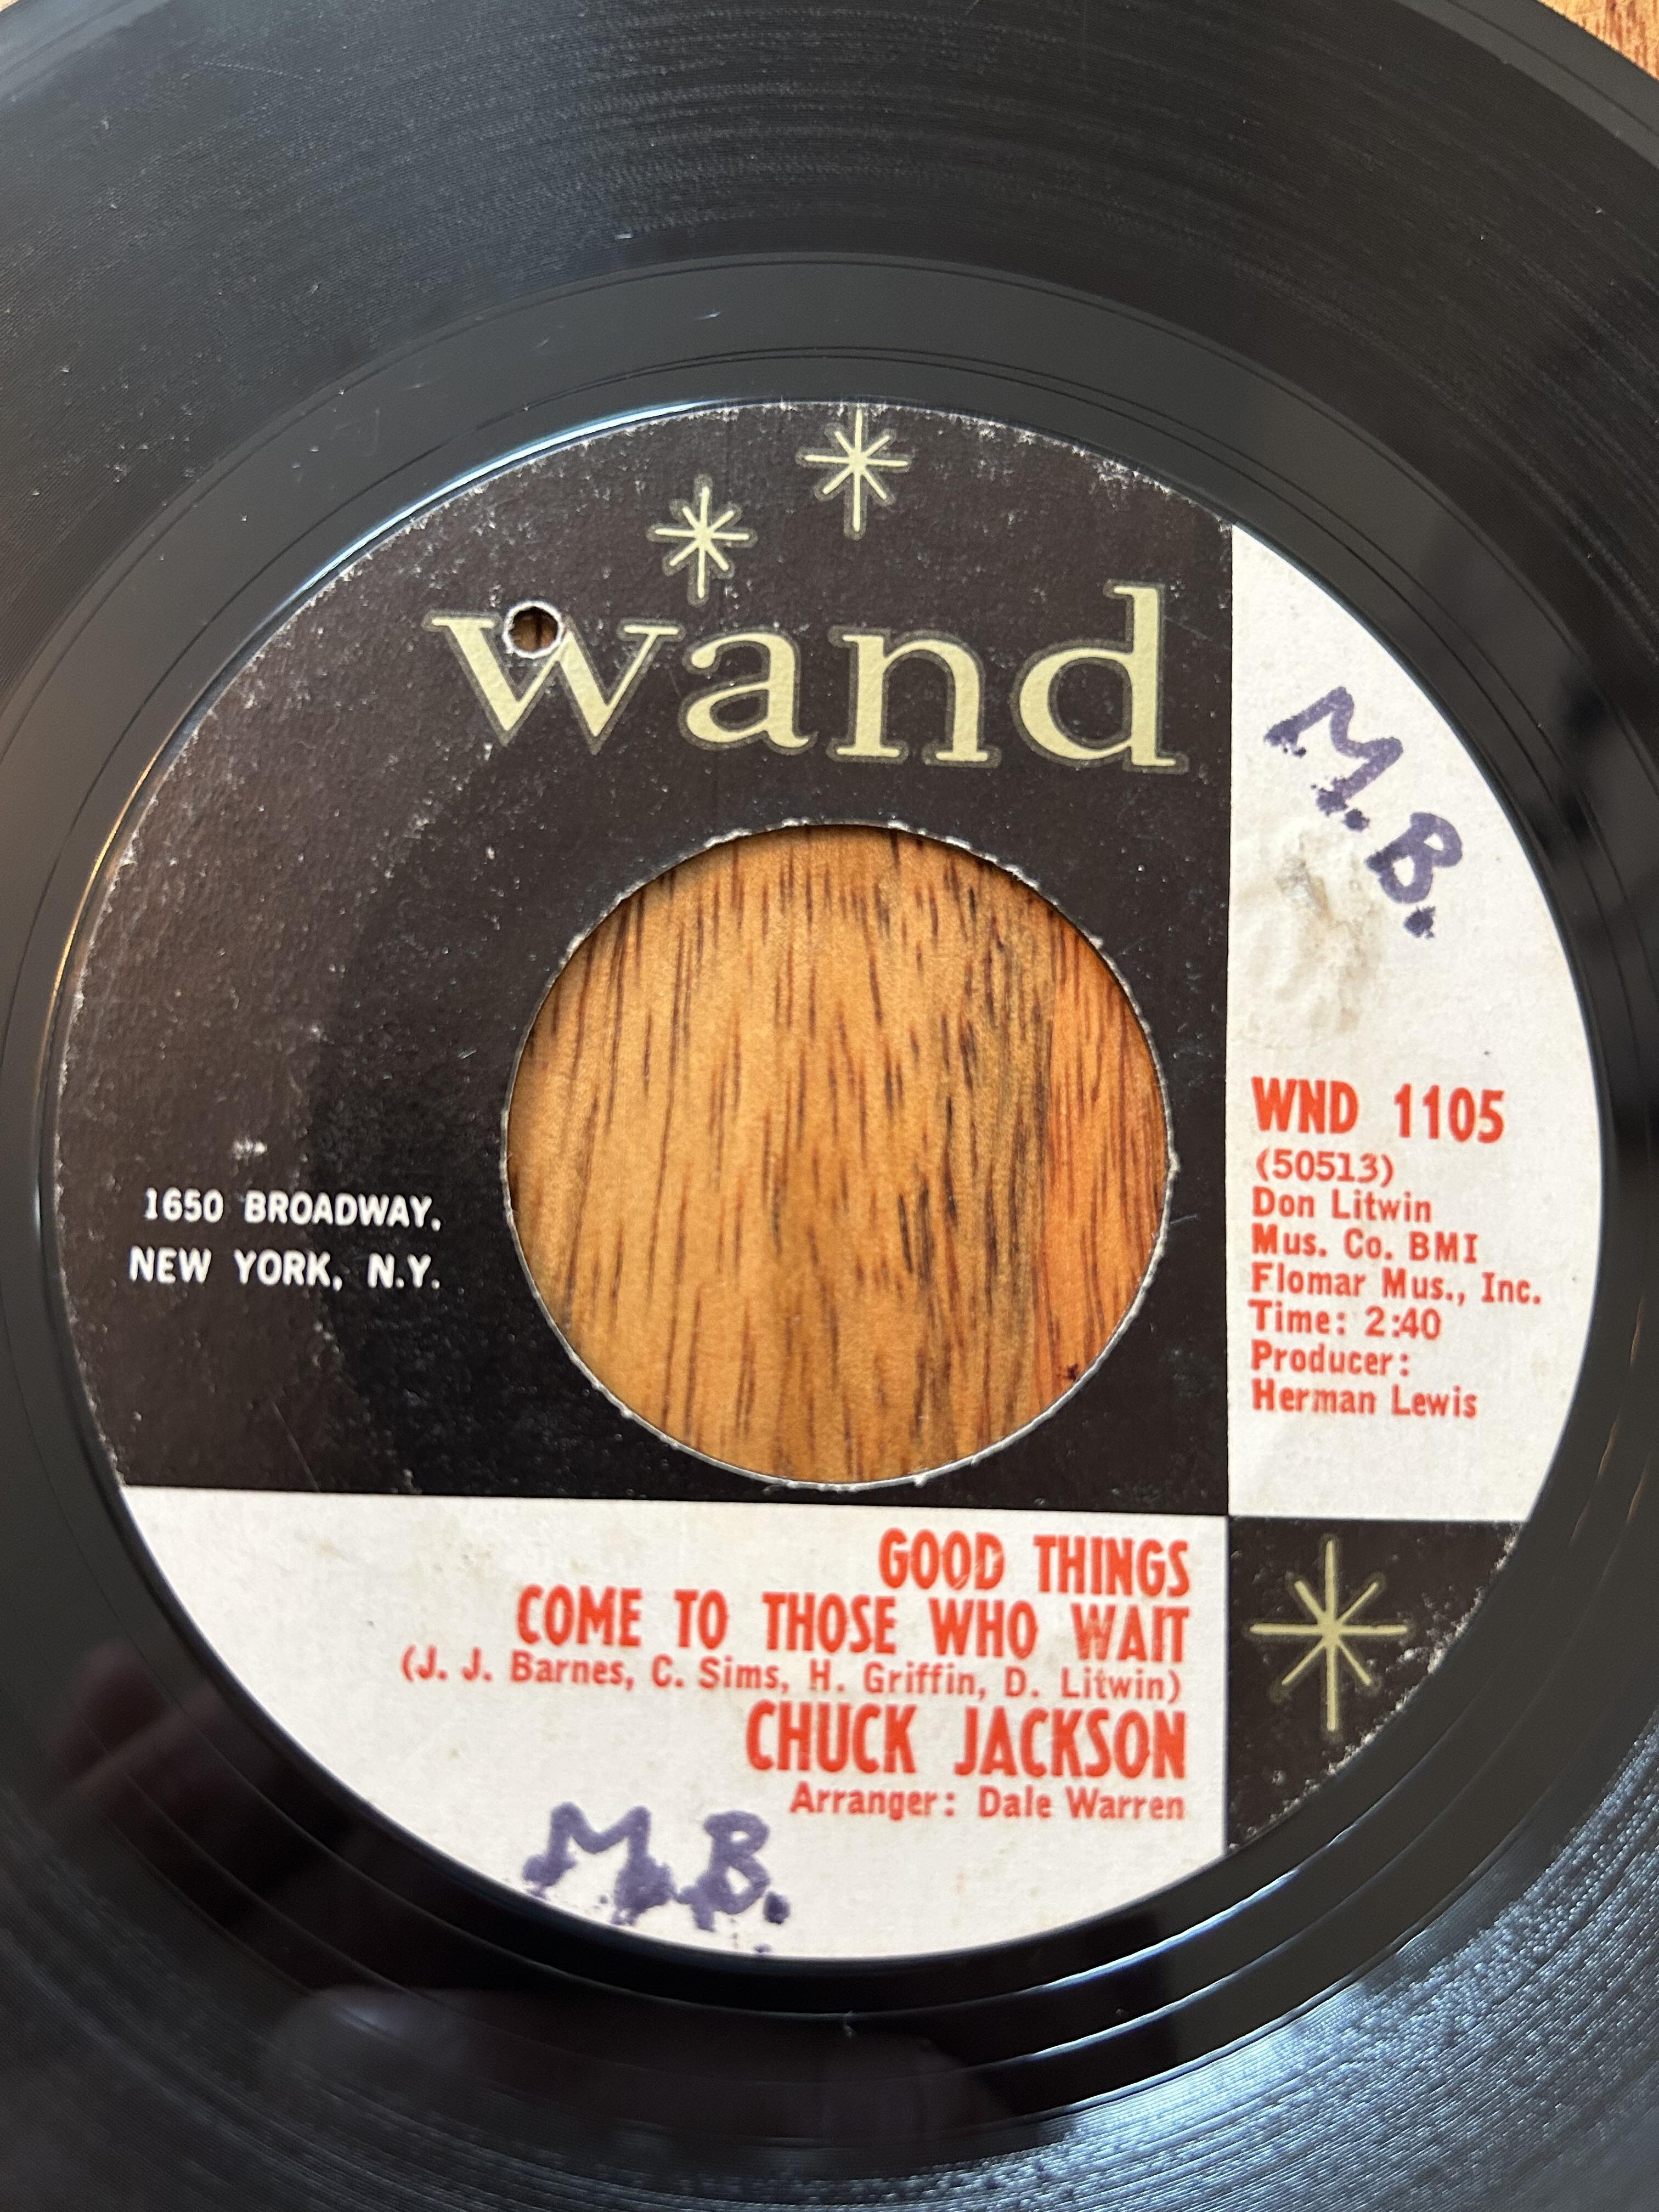 wand
M.B.
WND 1105
(50513)
Don Litwin
Mus. Co. BMI
Flomar Mus., Inc.
Time: 2:40
Producer:
Herman Lewis
1650 BROADWAY,
NEW YORK, N.Y.
GOOD THINGS
COME TO THOSE WHO WAIT
(J. J. Barnes, C. Sims, H. Griffin, D. Litwin)
CHUCK JACKSON
Arranger: Dale Warren
M.B.